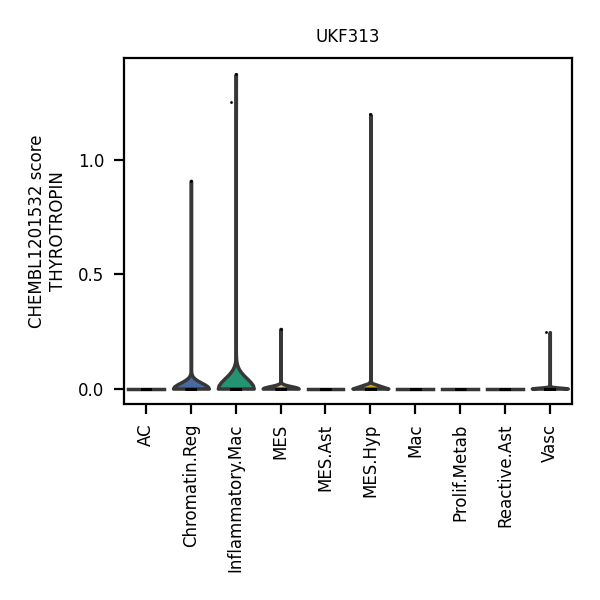 UKF313
CHEMBL1201532 score
THYROTROPIN
1.0
0.5
0.0
AC
Chromatin.Reg
Inflammatory.Mac
MES
MES.Ast
MES.Hyp
Mac
Prolif.Metab
Reactive.Ast
Vasc